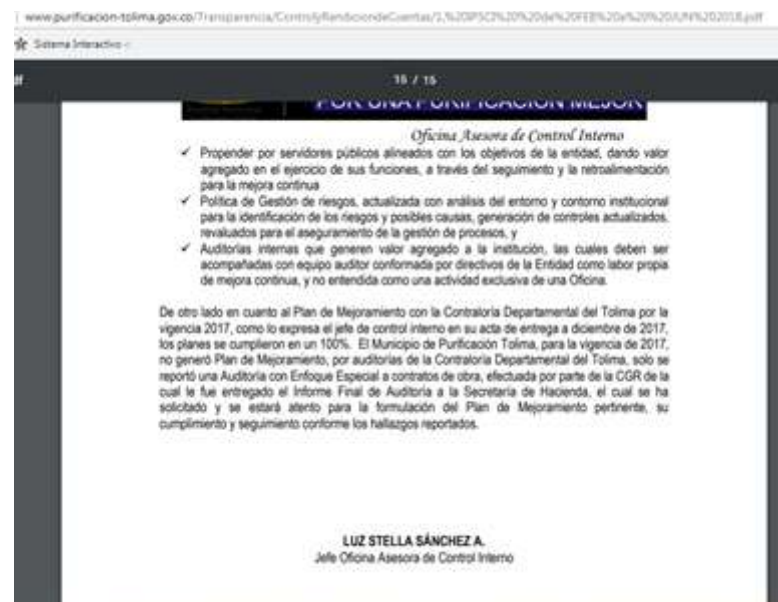 www.purificacion-tolima.gov.co/Transparencia/ControlyRendiciondeCuentas/1.%20IPSCI%20%20de%20FEB%20a%20%20JUN%202018.pdf
Sistema Interactivo
df
15 / 15
POR UNA PURIFICACIÓN MEJOR
Oficina Asesora de Control Interno
✓ Propender por servidores públicos alineados con los objetivos de la entidad, dando valor
agregado en el ejercicio de sus funciones, a través del seguimiento y la retroalimentación
para la mejora continua
✓ Política de Gestión de riesgos, actualizada con análisis del entorno y contorno institucional
para la identificación de los riesgos y posibles causas, generación de controles actualizados,
revaluados para el aseguramiento de la gestión de procesos, y
✓ Auditorías internas que generen valor agregado a la institución, las cuales deben ser
acompañadas con equipo auditor conformada por directivos de la Entidad como labor propia
de mejora continua, y no entendida como una actividad exclusiva de una Oficina.
De otro lado en cuanto al Plan de Mejoramiento con la Contraloría Departamental del Tolima por la
vigencia 2017, como lo expresa el jefe de control interno en su acta de entrega a diciembre de 2017,
los planes se cumplieron en un 100%. El Municipio de Purificación Tolima, para la vigencia de 2017,
no generó Plan de Mejoramiento, por auditorías de la Contraloría Departamental del Tolima, solo se
reportó una Auditoría con Enfoque Especial a contratos de obra, efectuada por parte de la CGR de la
cual le fue entregado el Informe Final de Auditoría a la Secretaría de Hacienda, el cual se ha
solicitado y se estará atento para la formulación del Plan de Mejoramiento pertinente, su
cumplimiento y seguimiento conforme los hallazgos reportados.
LUZ STELLA SÁNCHEZ A.
Jefe Oficina Asesora de Control Interno